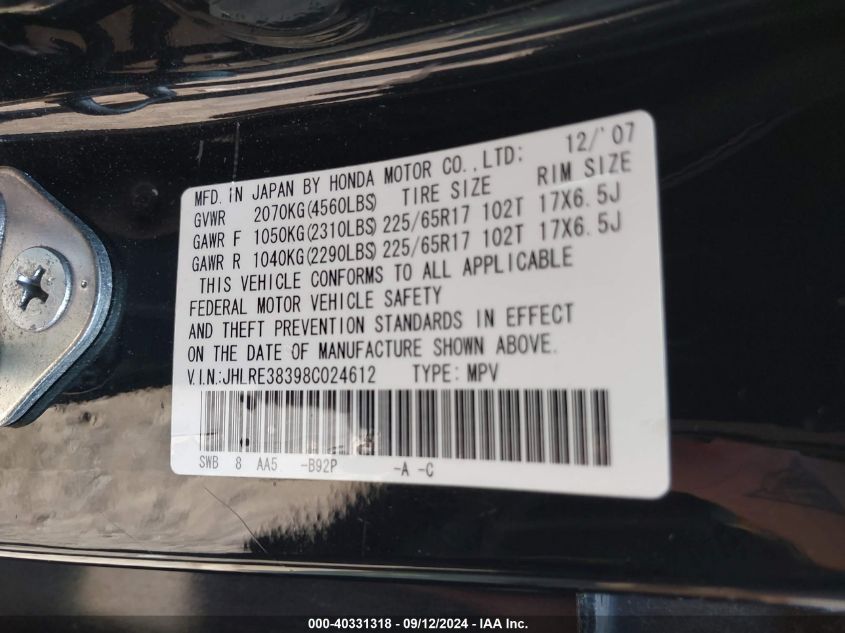 MFD. IN JAPAN BY HONDA MOTOR CO., LTD: 12/'07
GVWR 2070KG(4560LBS) TIRE SIZE RIM SIZE
GAWR F 1050KG(2310LBS) 225/65R17 102T 17X6.5J
GAWR R 1040KG(2290LBS) 225/65R17 102T 17X6.5J
THIS VEHICLE CONFORMS TO ALL APPLICABLE
FEDERAL MOTOR VEHICLE SAFETY
AND THEFT PREVENTION STANDARDS IN EFFECT
ON THE DATE OF MANUFACTURE SHOWN ABOVE.
V.I.N.:JHLRE38398C024612 TYPE: MPV
SWB 8 AA5 -B92P -A -C
000-40331318 - 09/12/2024 - © IAA Inc.